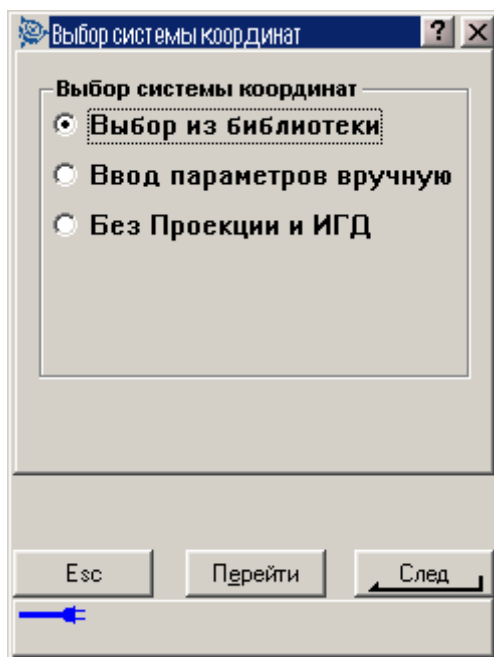 Выбор системы координат
? ×
Выбор системы координат
Выбор из библиотеки
Ввод параметров вручную
Без Проекции и ИГД
Esc Перейти След